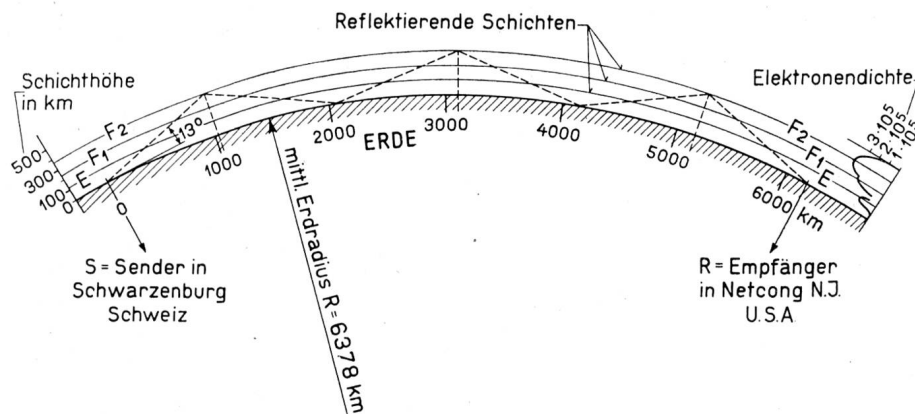 Reflektierende Schichten
Schichthöhe
in km
Elektronendichte
500
300
100
0
F2
F1
E
13°
0
1000
2000
3000
4000
5000
6000 km
ERDE
F2
F1
E
3·10⁵
2·10⁵
1·10⁵
mittl. Erdradius R = 6378 km
S = Sender in
Schwarzenburg
Schweiz
R = Empfänger
in Netcong N.J.
U.S.A.